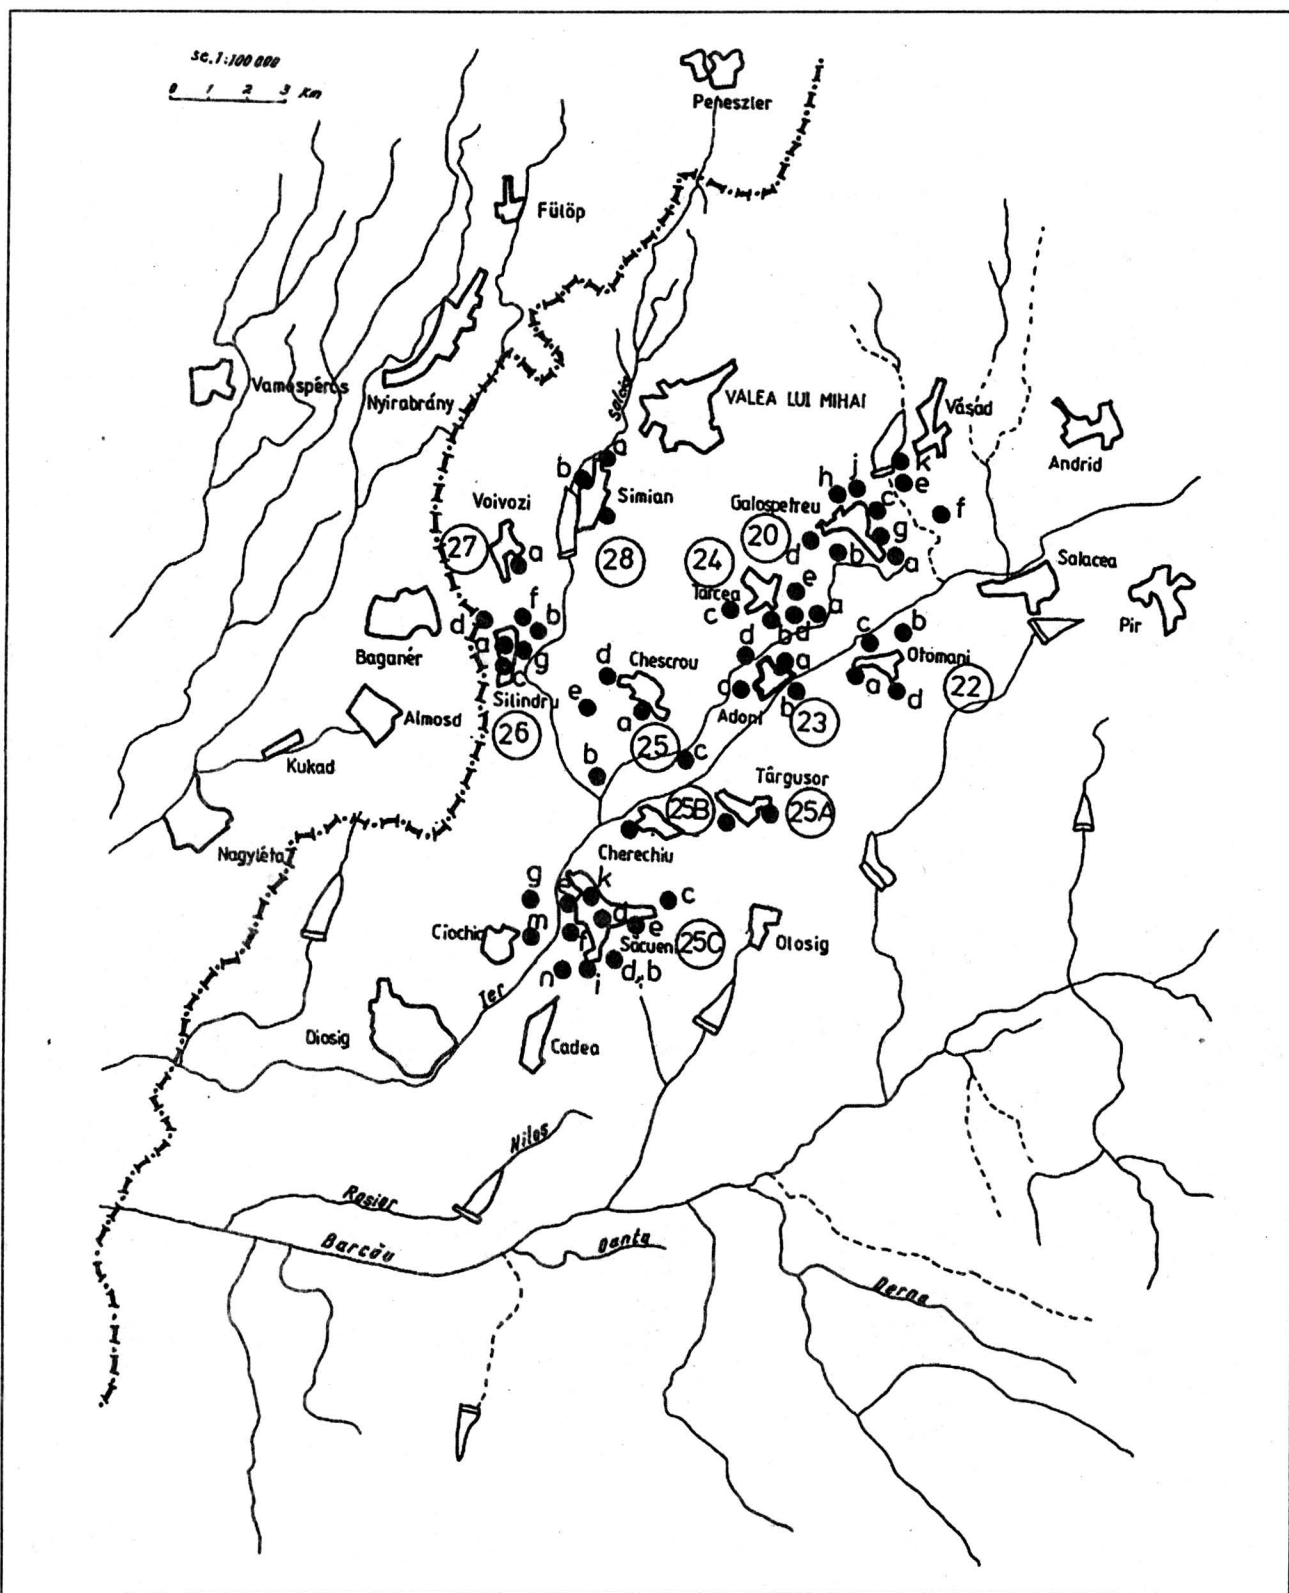 sc. 1:100 000
0 1 2 3 Km
Peneszler
Fülöp
Vamospércs
Nyirabrány
Salcia
VALEA LUI MIHAI
Vășad
Andrid
a
b
Simian
k
h
j
e
c
f
Voivozi
Galospetreu
27
a
28
24
20
d
b
g
a
Salacea
Pir
Tarcea
c
e
b
d
a
Baganér
d
f
b
a
g
c
Silindru
26
d
Chescrou
e
a
25
b
c
d
a
c
Adoni
b
23
c
b
Otomani
a
d
22
Almosd
Kukad
Nagyléta
25B
Târgusor
25A
Cherechiu
g
e
k
c
m
d
e
Ciochia
f
Săcueni
25C
Olosig
n
i
d,b
Ier
Diosig
Cadea
Nilos
Rosier
Barcău
Danta
Derna